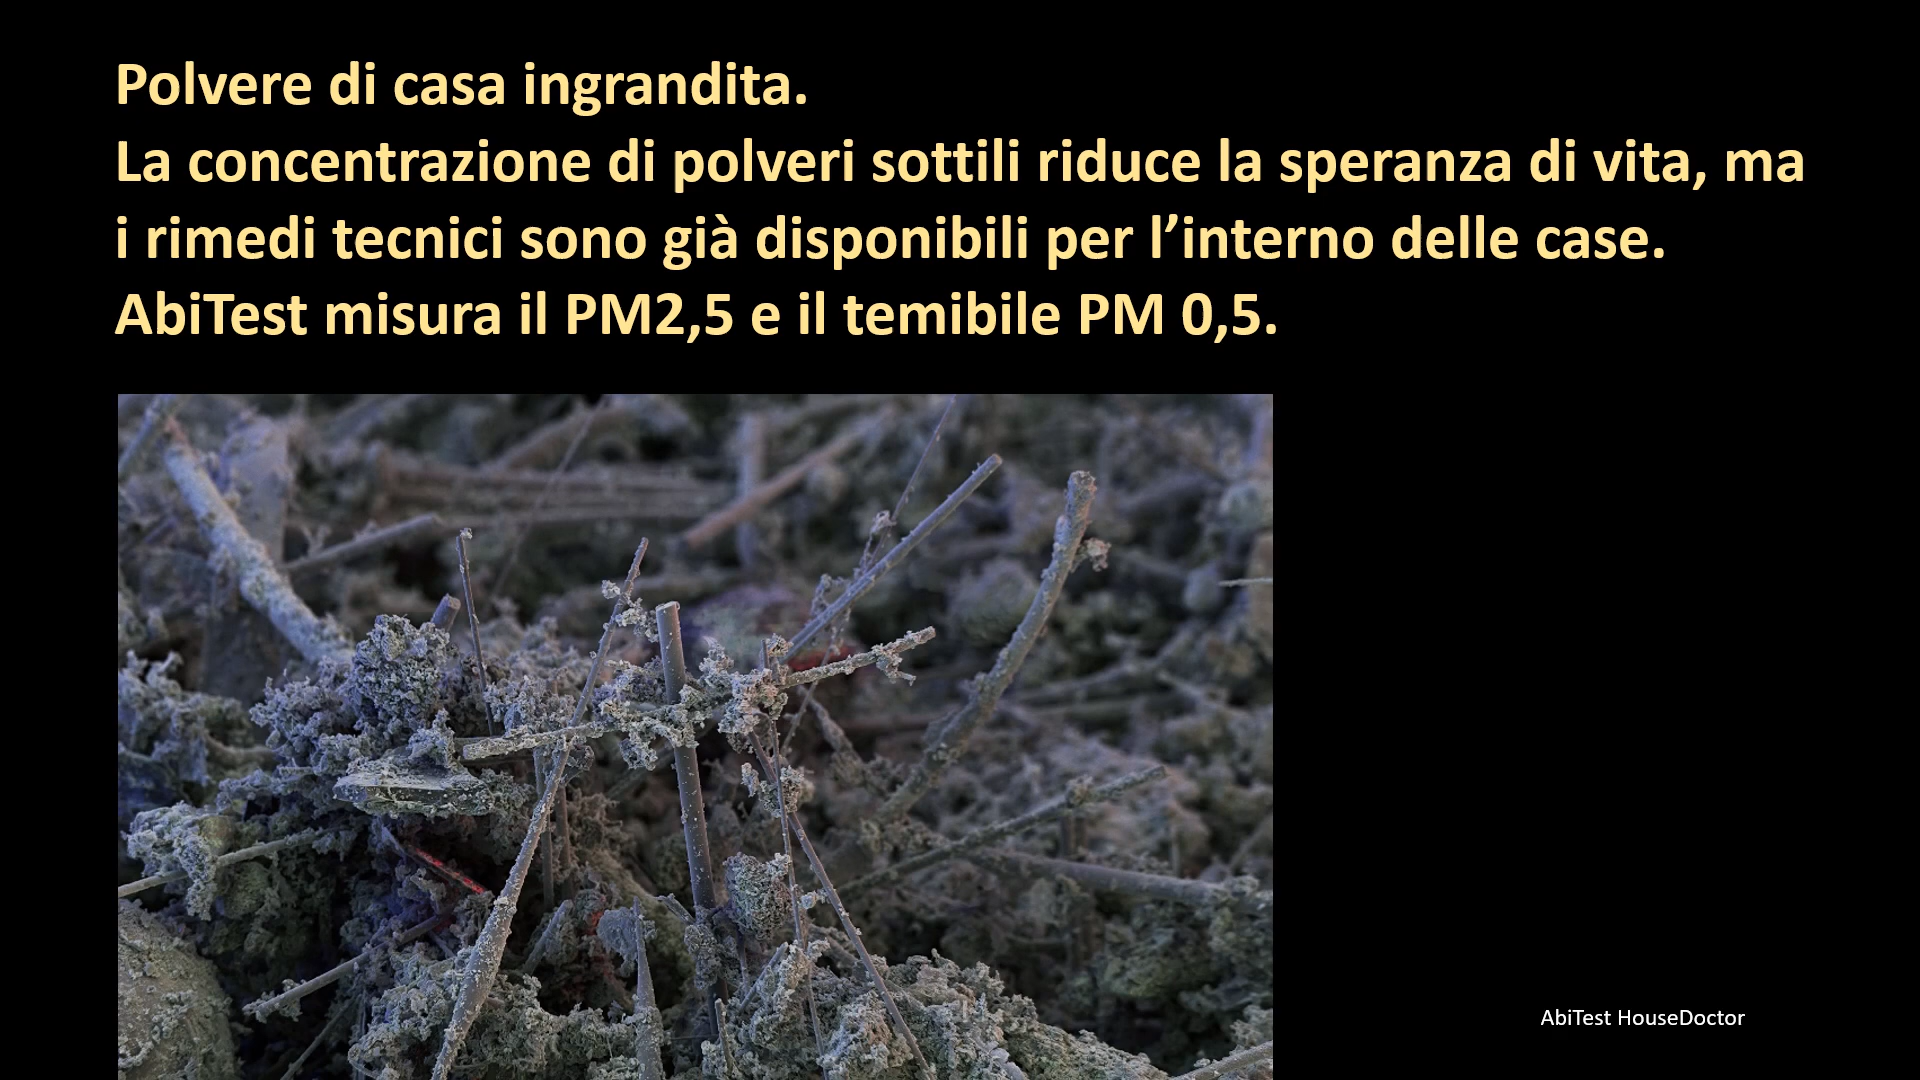 Polvere di casa ingrandita.
La concentrazione di polveri sottili riduce la speranza di vita, ma
i rimedi tecnici sono già disponibili per l’interno delle case.
AbiTest misura il PM2,5 e il temibile PM 0,5.
AbiTest HouseDoctor